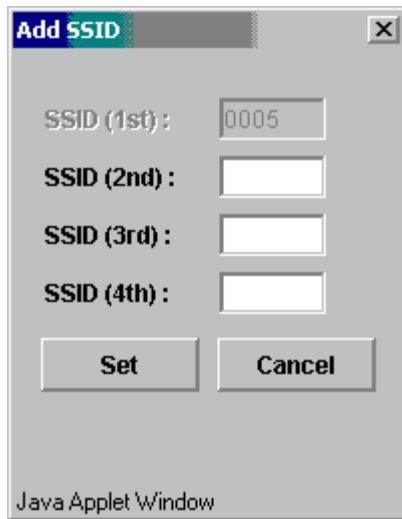 Add SSID
SSID (1st) : 0005
SSID (2nd) :
SSID (3rd) :
SSID (4th) :
Set Cancel
Java Applet Window